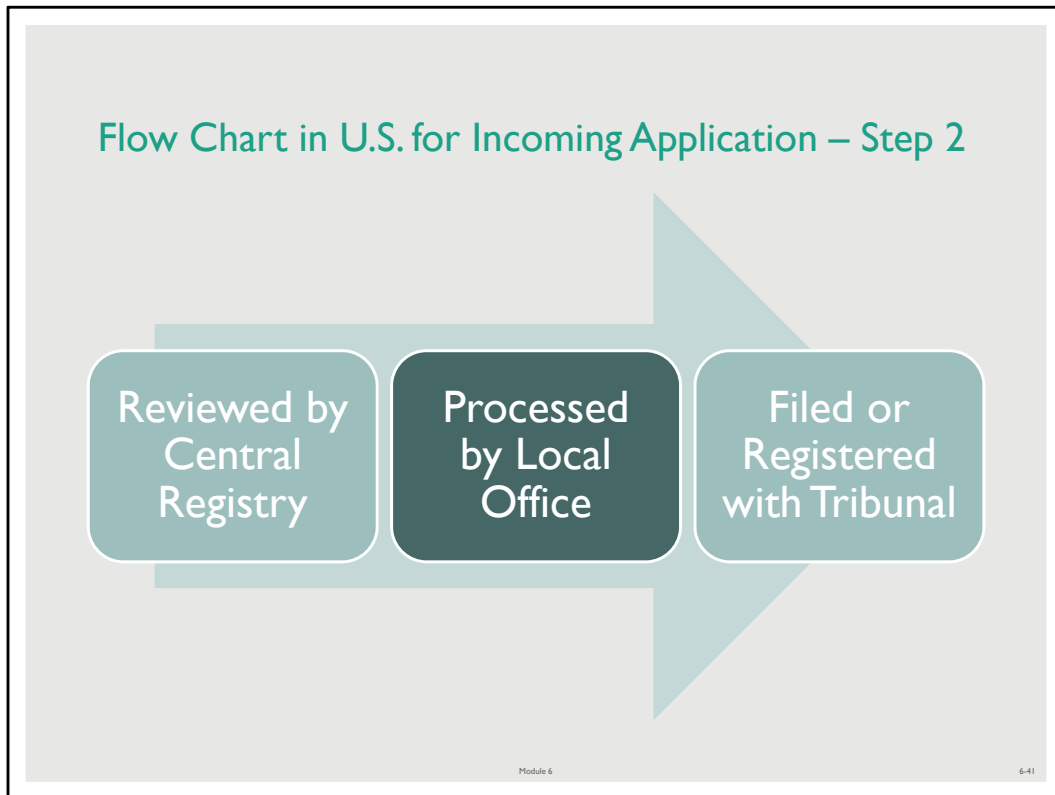 Flow Chart in U.S. for Incoming Application – Step 2
Reviewed by
Central
Registry
Processed
by Local
Office
Filed or
Registered
with Tribunal
Module 6
6-41